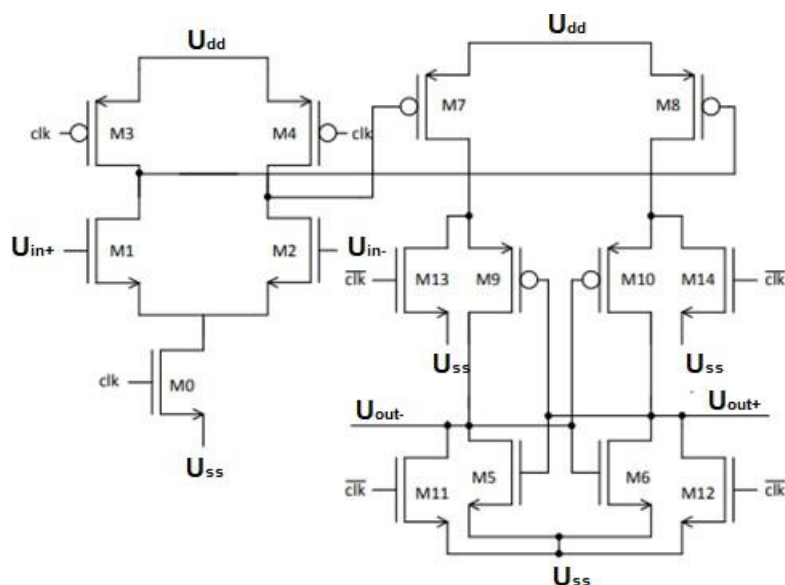 Udd Udd
clk M3 M4 clk M7 M8
Uin+ M1 M2 Uin- clk M13 M9 M10 M14 clk
clk M0 Uss Uss
Uss Uout- Uout+
clk M11 M5 M6 M12 clk
Uss